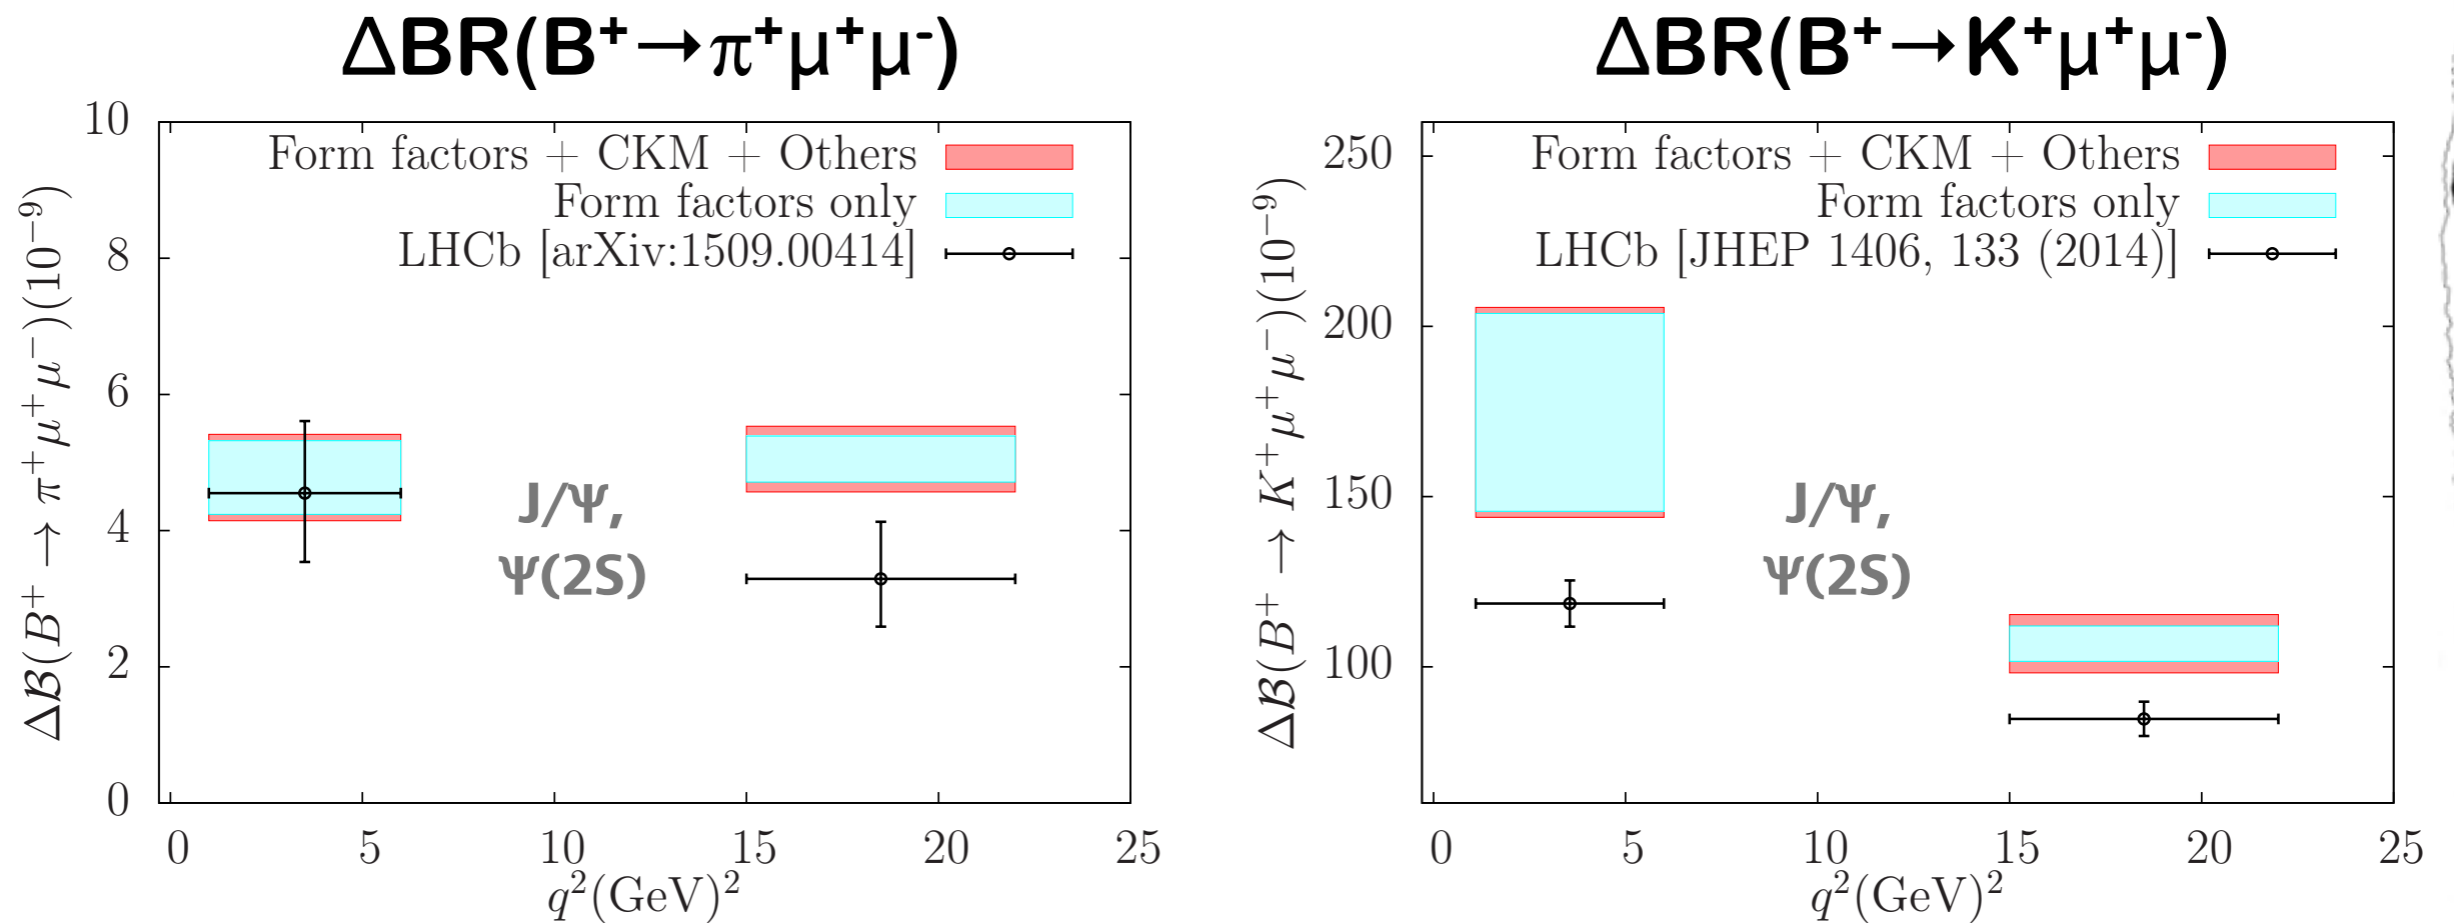 ΔBR(B⁺→π⁺μ⁺μ⁻)
10
8
6
4
2
0
ΔB(B⁺ → π⁺μ⁺μ⁻)(10⁻⁹)
Form factors + CKM + Others
Form factors only
LHCb [arXiv:1509.00414]
J/Ψ,
Ψ(2S)
0 5 10 15 20 25
q²(GeV)²
ΔBR(B⁺→K⁺μ⁺μ⁻)
250
200
150
100
ΔB(B⁺ → K⁺μ⁺μ⁻)(10⁻⁹)
Form factors + CKM + Others
Form factors only
LHCb [JHEP 1406, 133 (2014)]
J/Ψ,
Ψ(2S)
0 5 10 15 20 25
q²(GeV)²